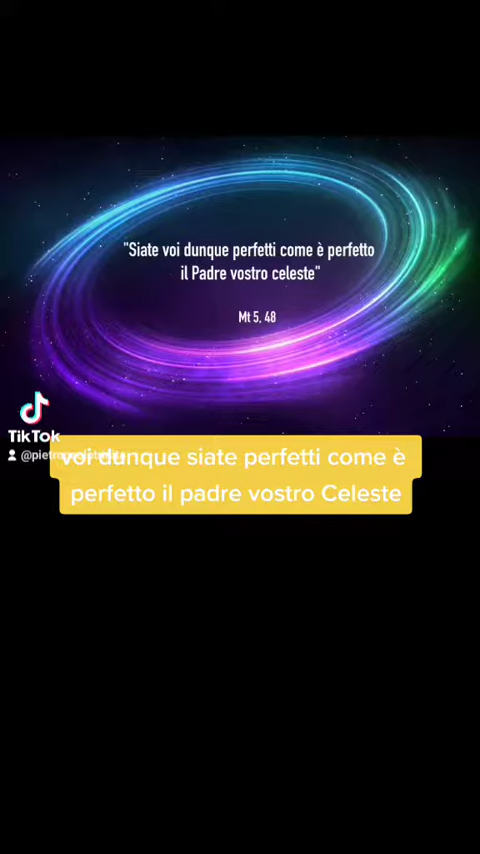 "Siate voi dunque perfetti come è perfetto
il Padre vostro celeste"
Mt 5, 48
TikTok
voi dunque siate perfetti come è
perfetto il padre vostro Celeste